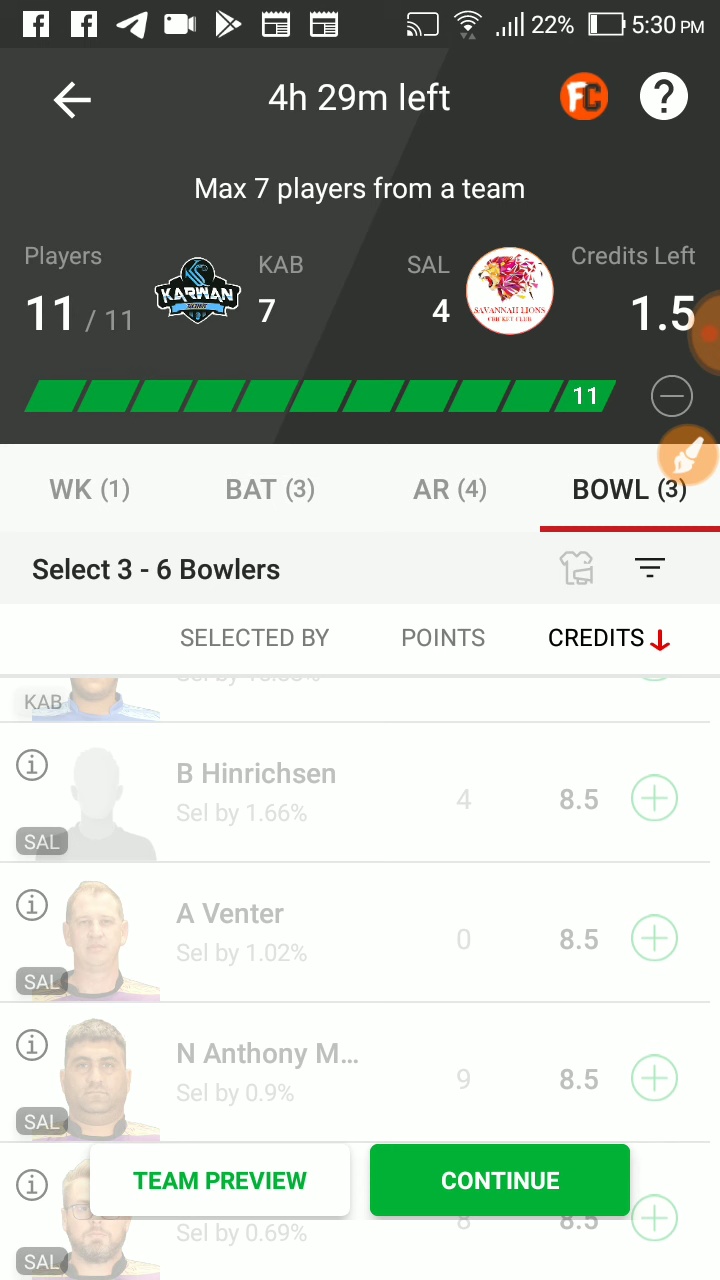 22% 5:30 PM
4h 29m left FC ?
Max 7 players from a team
Players KAB SAL Credits Left
11 / 11 KARWAN 7 4 SAVANNAH LIONS 1.5
CRICKET CLUB
11
WK (1) BAT (3) AR (4) BOWL (3)
Select 3 - 6 Bowlers
SELECTED BY POINTS CREDITS
KAB
B Hinrichsen
Sel by 1.66% 4 8.5
SAL
A Venter
Sel by 1.02% 0 8.5
SAL
N Anthony M...
Sel by 0.9% 9 8.5
SAL
TEAM PREVIEW CONTINUE
Sel by 0.69% 8 8.5
SAL